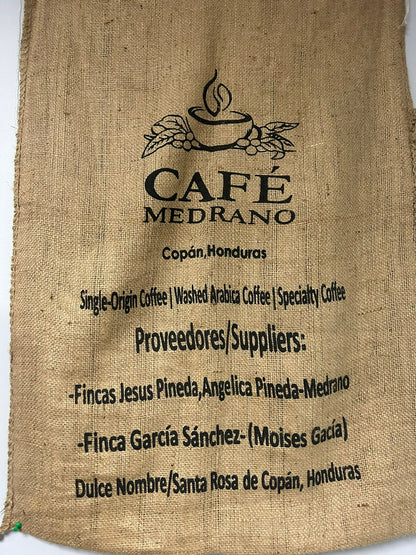 CAFÉ
MEDRANO
Copán,Honduras
Single-Origin Coffee | Washed Arabica Coffee | Specialty Coffee
Proveedores/Suppliers:
-Fincas Jesus Pineda,Angelica Pineda-Medrano
-Finca García Sánchez- (Moises Gacía)
Dulce Nombre/Santa Rosa de Copán, Honduras